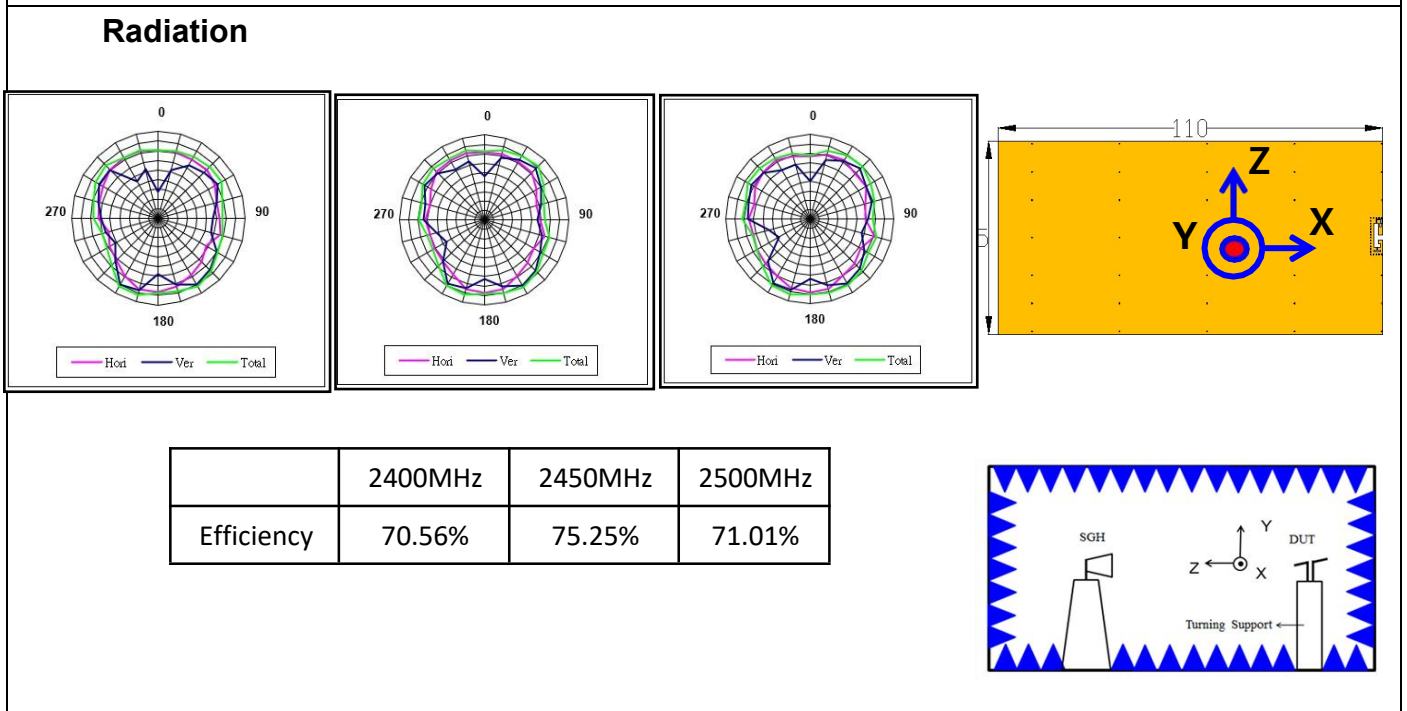 Radiation
0
270
90
180
Hori Ver Total
0
270
90
180
Hori Ver Total
0
270
90
180
Hori Ver Total
110
Z
Y
X
2400MHz 2450MHz 2500MHz
Efficiency 70.56% 75.25% 71.01%
SGH
Y
DUT
Z
X
Turning Support